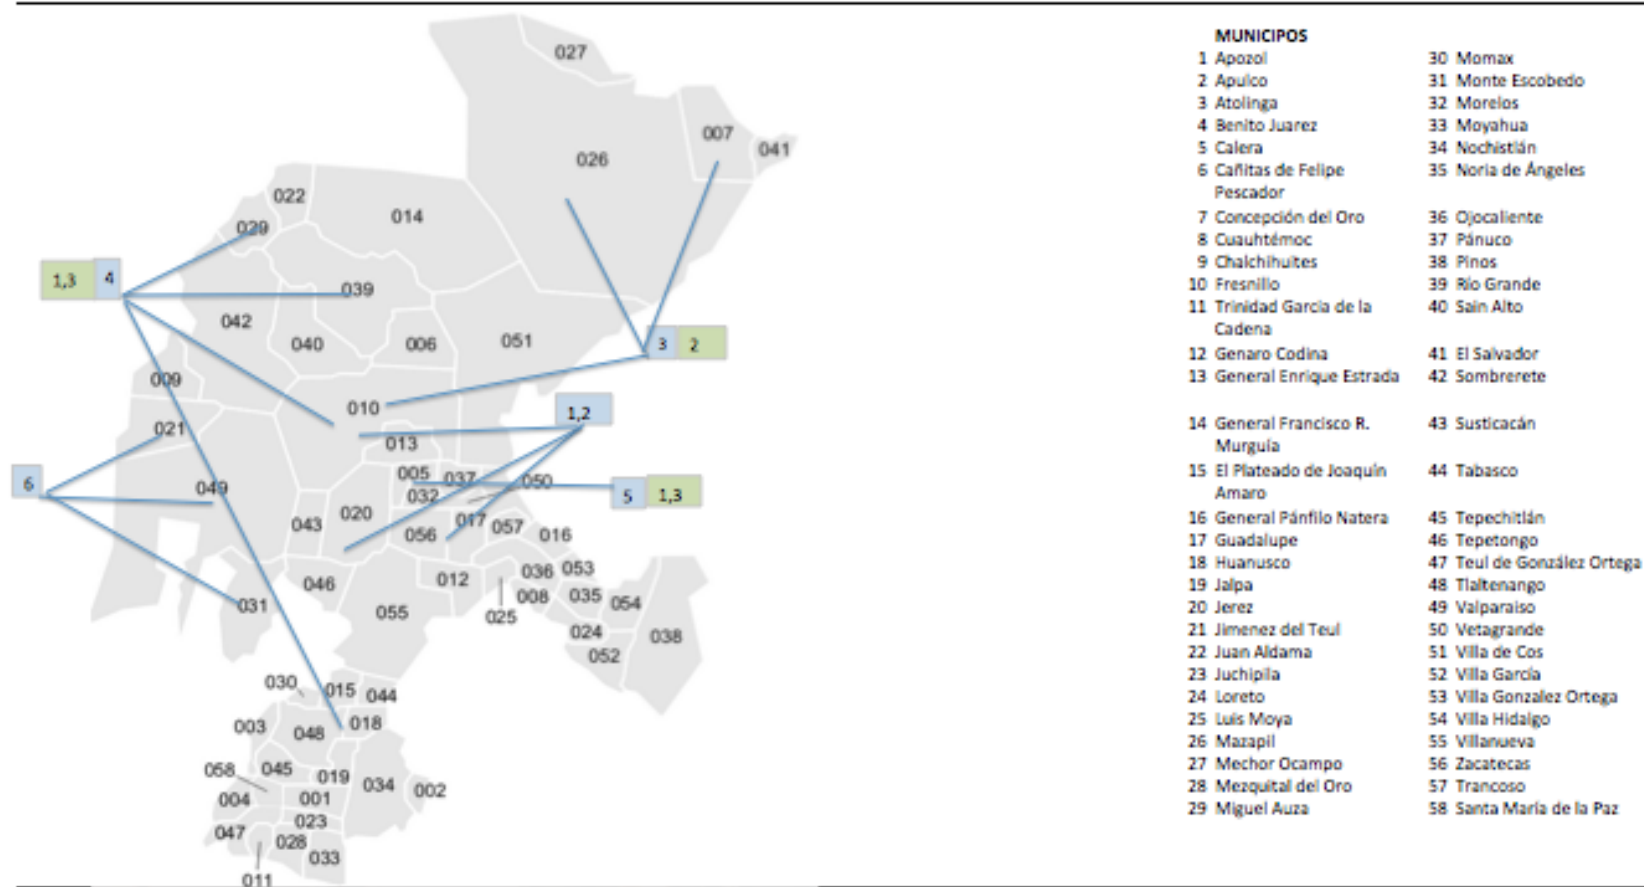 MUNICIPOS
1 Apozol
2 Apulco
3 Atolinga
4 Benito Juarez
5 Calera
6 Cañitas de Felipe
Pescador
7 Concepción del Oro
8 Cuauhtémoc
9 Chalchihuites
10 Fresnillo
11 Trinidad García de la
Cadena
12 Genaro Codina
13 General Enrique Estrada
14 General Francisco R.
Murguía
15 El Plateado de Joaquín
Amaro
16 General Pánfilo Natera
17 Guadalupe
18 Huanusco
19 Jalpa
20 Jerez
21 Jimenez del Teul
22 Juan Aldama
23 Juchipila
24 Loreto
25 Luis Moya
26 Mazapil
27 Mechor Ocampo
28 Mezquital del Oro
29 Miguel Auza
30 Momax
31 Monte Escobedo
32 Morelos
33 Moyahua
34 Nochistlán
35 Noria de Ángeles
36 Ojocaliente
37 Pánuco
38 Pinos
39 Río Grande
40 Sain Alto
41 El Salvador
42 Sombrerete
43 Susticacán
44 Tabasco
45 Tepechitlán
46 Tepetongo
47 Teul de González Ortega
48 Tlaltenango
49 Valparaiso
50 Vetagrande
51 Villa de Cos
52 Villa García
53 Villa Gonzalez Ortega
54 Villa Hidalgo
55 Villanueva
56 Zacatecas
57 Trancoso
58 Santa María de la Paz
027
007
041
026
022
014
029
1,3 4
039
042
040
006
051
3 2
009
010
1,2
021
013
005
037
050
6
049
032
5 1,3
043
020
056
017
057
016
046
012
036
053
031
055
025
008
035
054
024
038
052
030
015
044
003
048
018
058
045
019
034
002
004
001
023
047
028
033
011